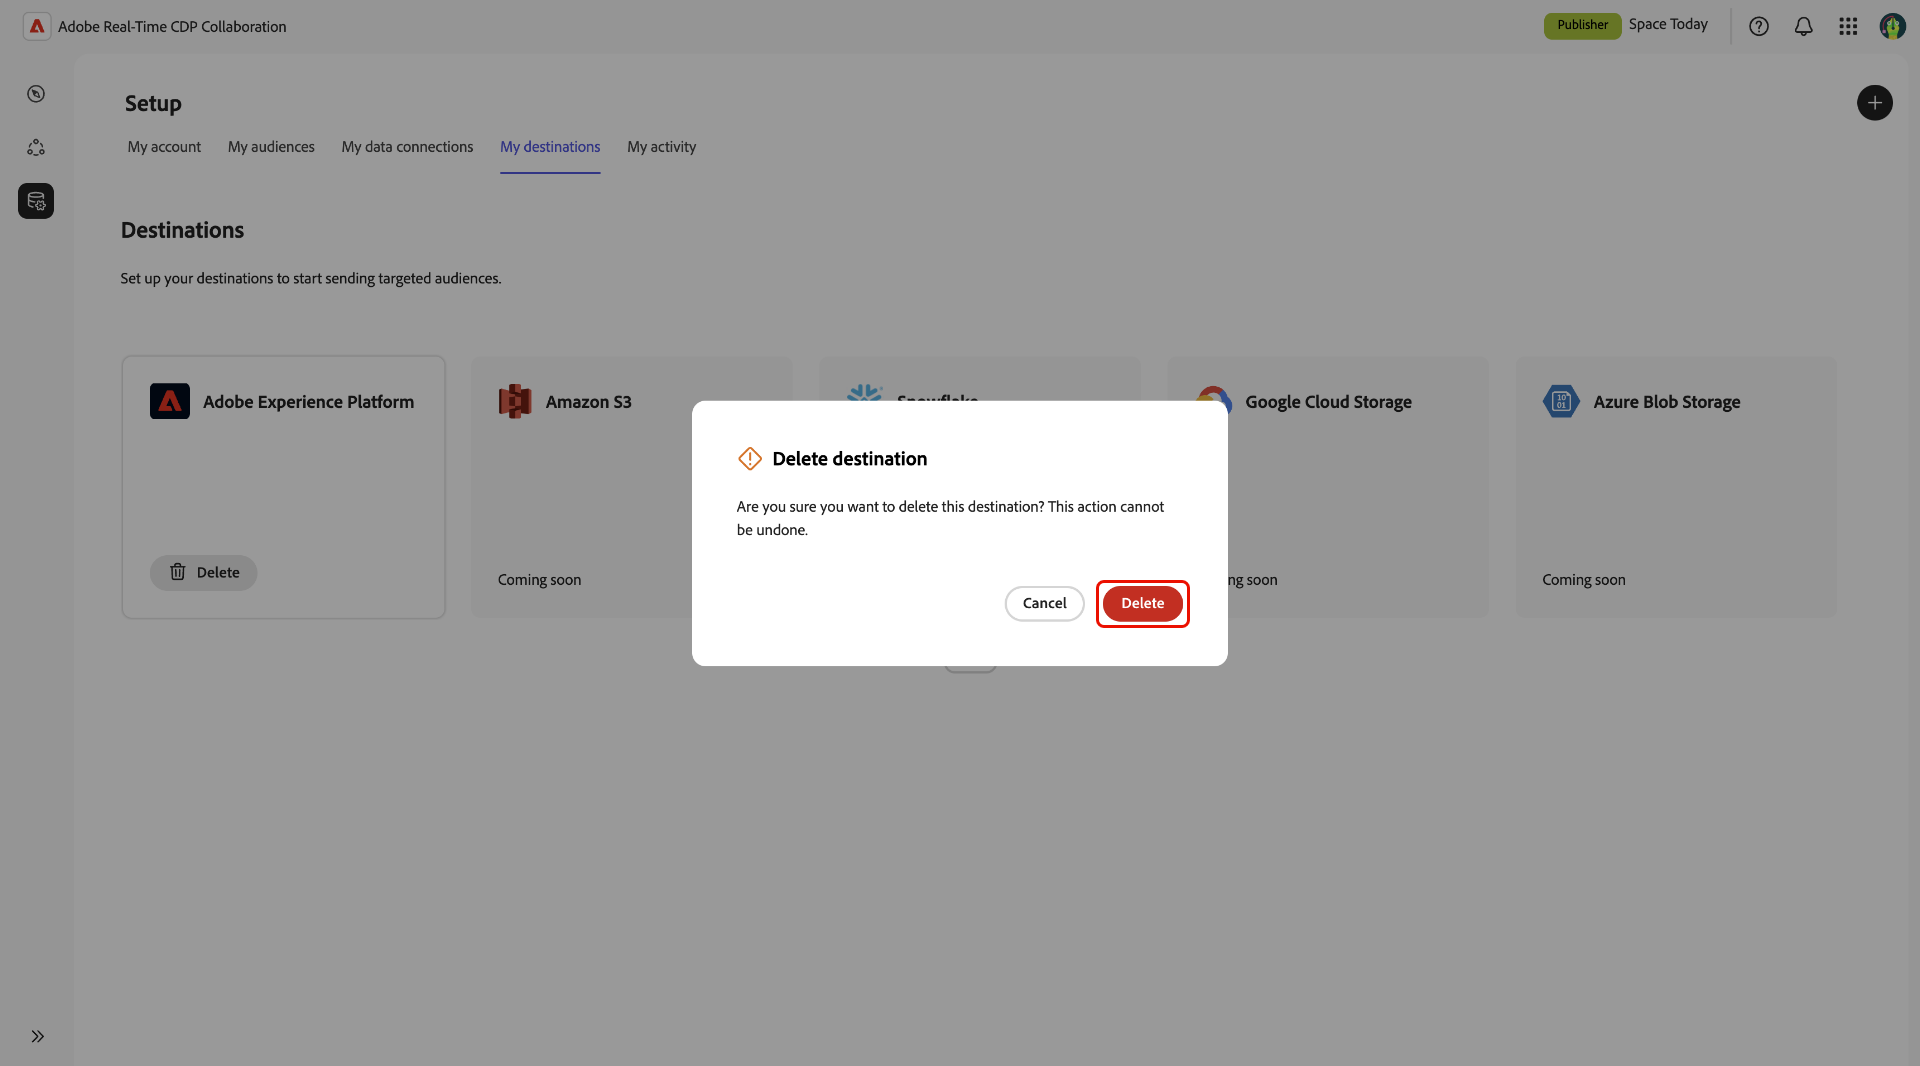 Adobe Real-Time CDP Collaboration
Publisher
Space Today
Setup
My account
My audiences
My data connections
My destinations
My activity
Destinations
Set up your destinations to start sending targeted audiences.
Adobe Experience Platform
Amazon S3
Snowflake
Google Cloud Storage
10
01
Azure Blob Storage
Delete destination
Are you sure you want to delete this destination? This action cannot
be undone.
Cancel
Delete
Delete
Coming soon
ng soon
Coming soon